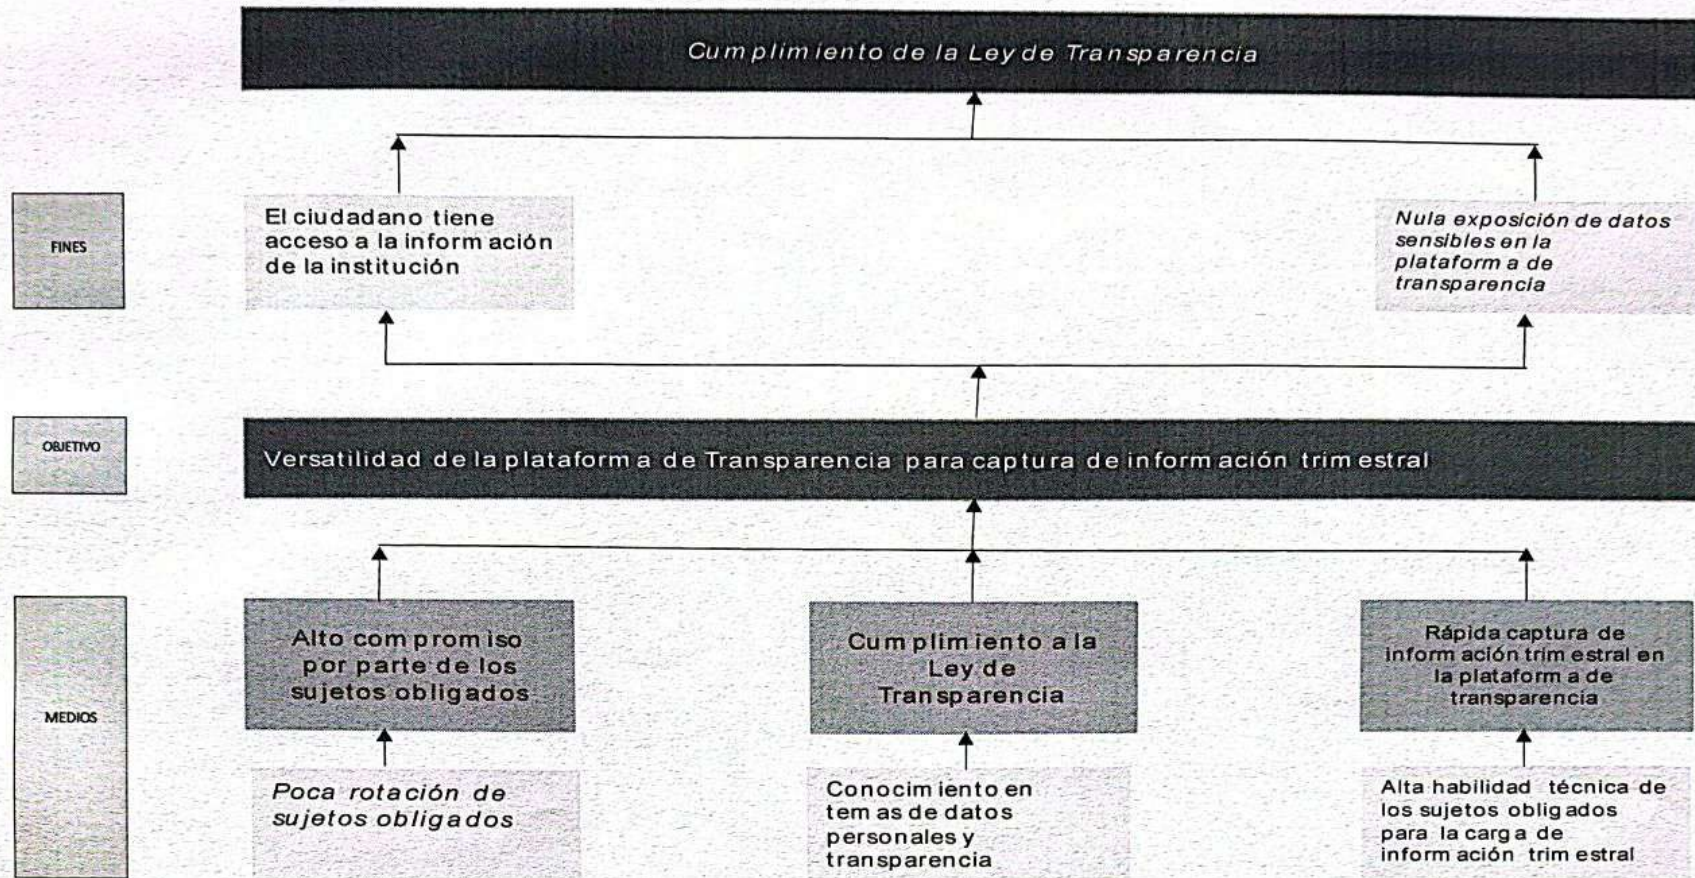 Cumplimiento de la Ley de Transparencia
FINES
El ciudadano tiene
acceso a la información
de la institución
Nula exposición de datos
sensibles en la
plataforma de
transparencia
OBJETIVO
Versatilidad de la plataforma de Transparencia para captura de información trimestral
MEDIOS
Alto compromiso
por parte de los
sujetos obligados
Cumplimiento a la
Ley de
Transparencia
Rápida captura de
información trimestral en
la plataforma de
transparencia
Poca rotación de
sujetos obligados
Conocimiento en
temas de datos
personales y
transparencia
Alta habilidad técnica de
los sujetos obligados
para la carga de
información trimestral